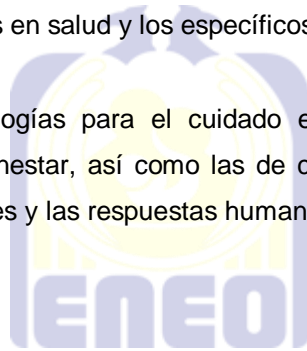 s en salud y los específicos
ogías para el cuidado e
nestar, así como las de c
es y las respuestas human
ENEO